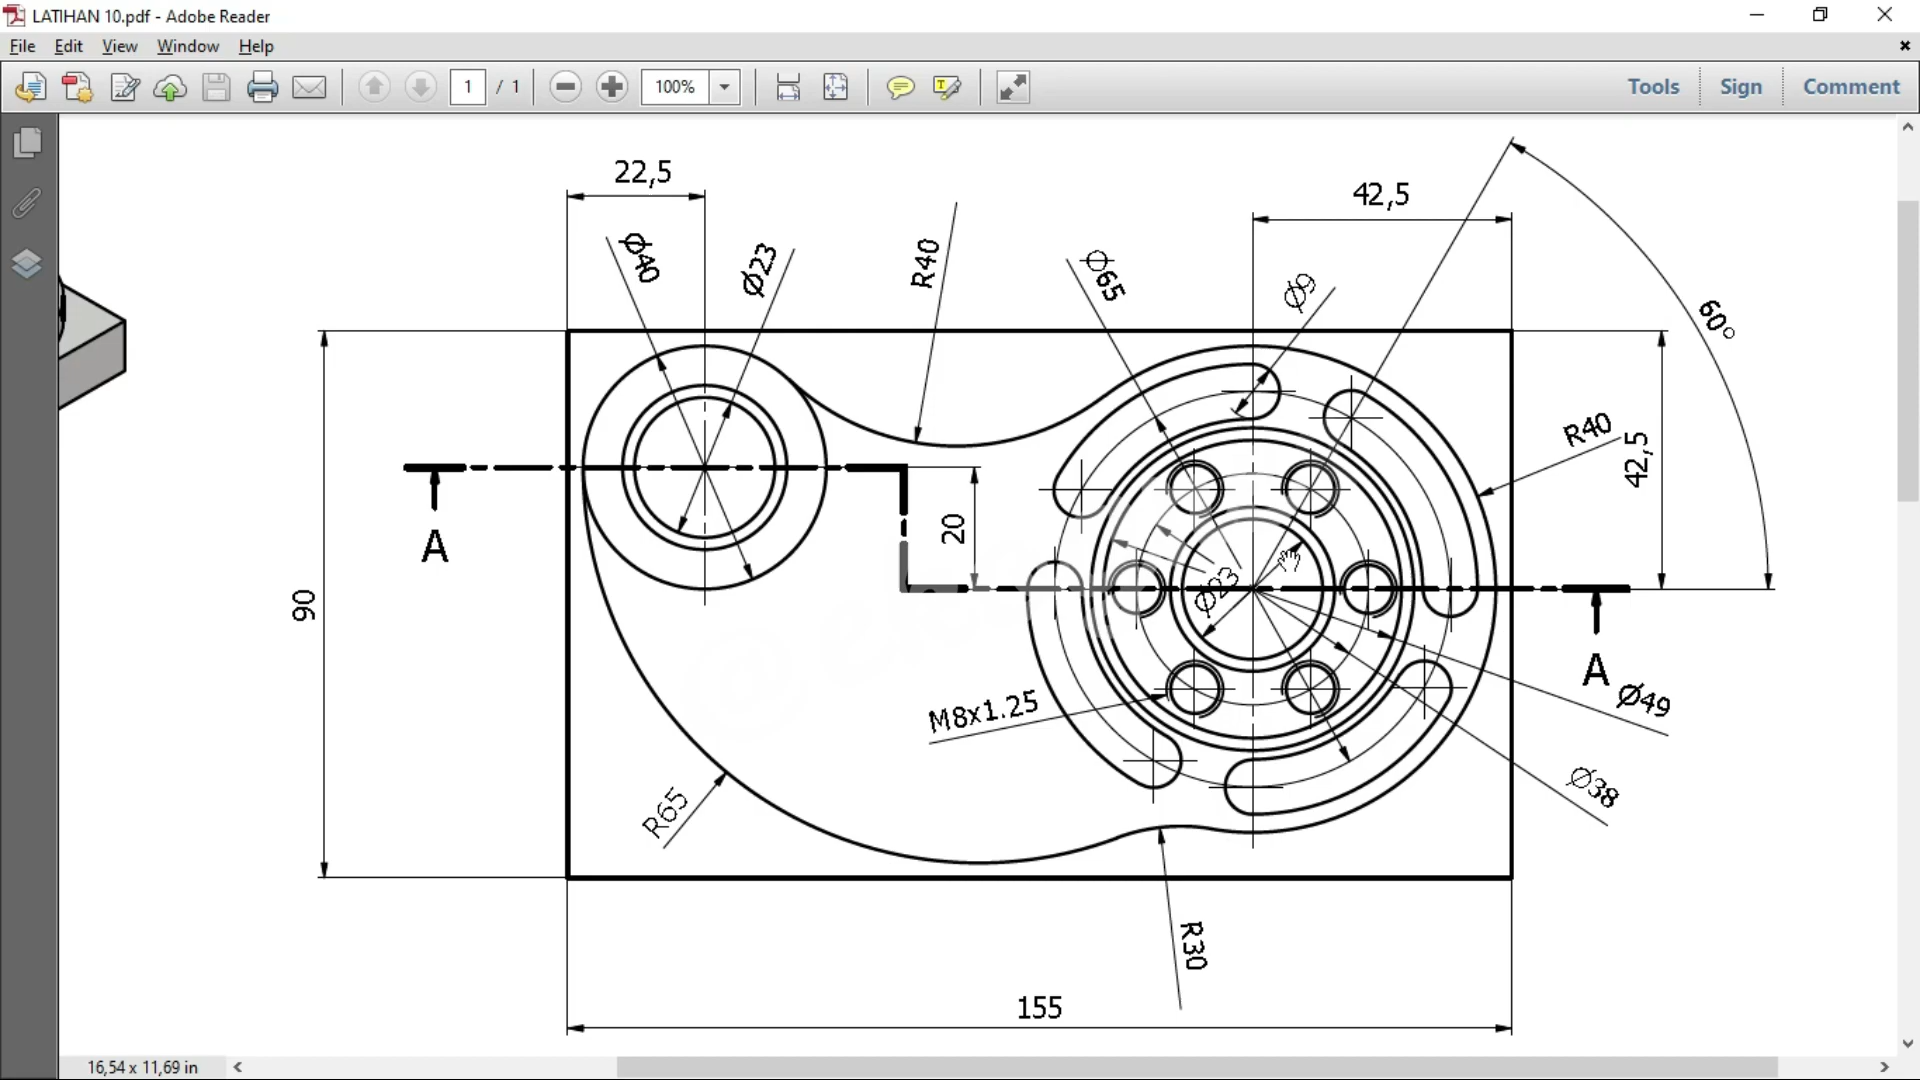 LATIHAN 10.pdf - Adobe Reader
File Edit View Window Help
1 / 1 100% Tools Sign Comment
22,5
42,5
Ø40
Ø23
R40
Ø65
Ø9
60°
R40
42,5
20
A
90
Ø23
A
Ø49
M8x1.25
Ø38
R65
R30
155
16,54 x 11,69 in